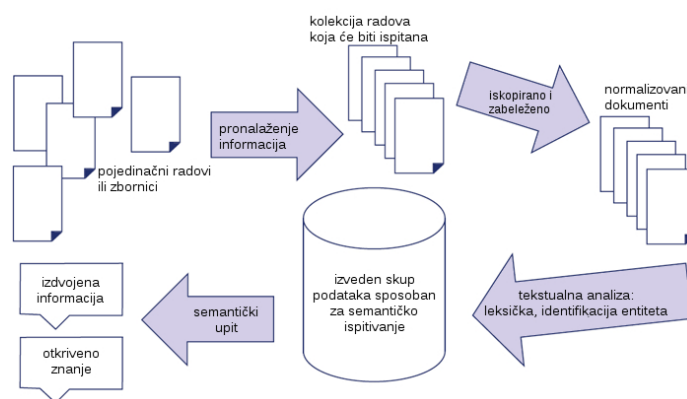 kolekcija radova
koja će biti ispitana
pojedinačni radovi
ili zbornici
pronalaženje
informacija
iskopirano i
zabeleženo
normalizovan
dokumenti
tekstualna analiza:
leksička, identifikacija entiteta
izveden skup
podataka sposoban
za semantičko
ispitivanje
semantički
upit
izdvojena
informacija
otkriveno
znanje